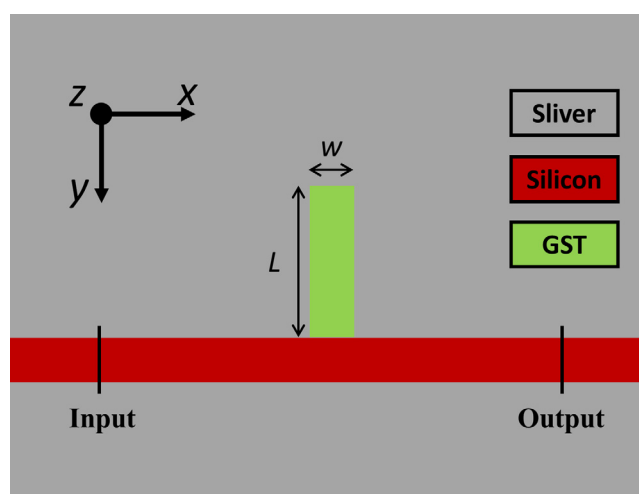 z
x
y
w
L
Sliver
Silicon
GST
Input
Output